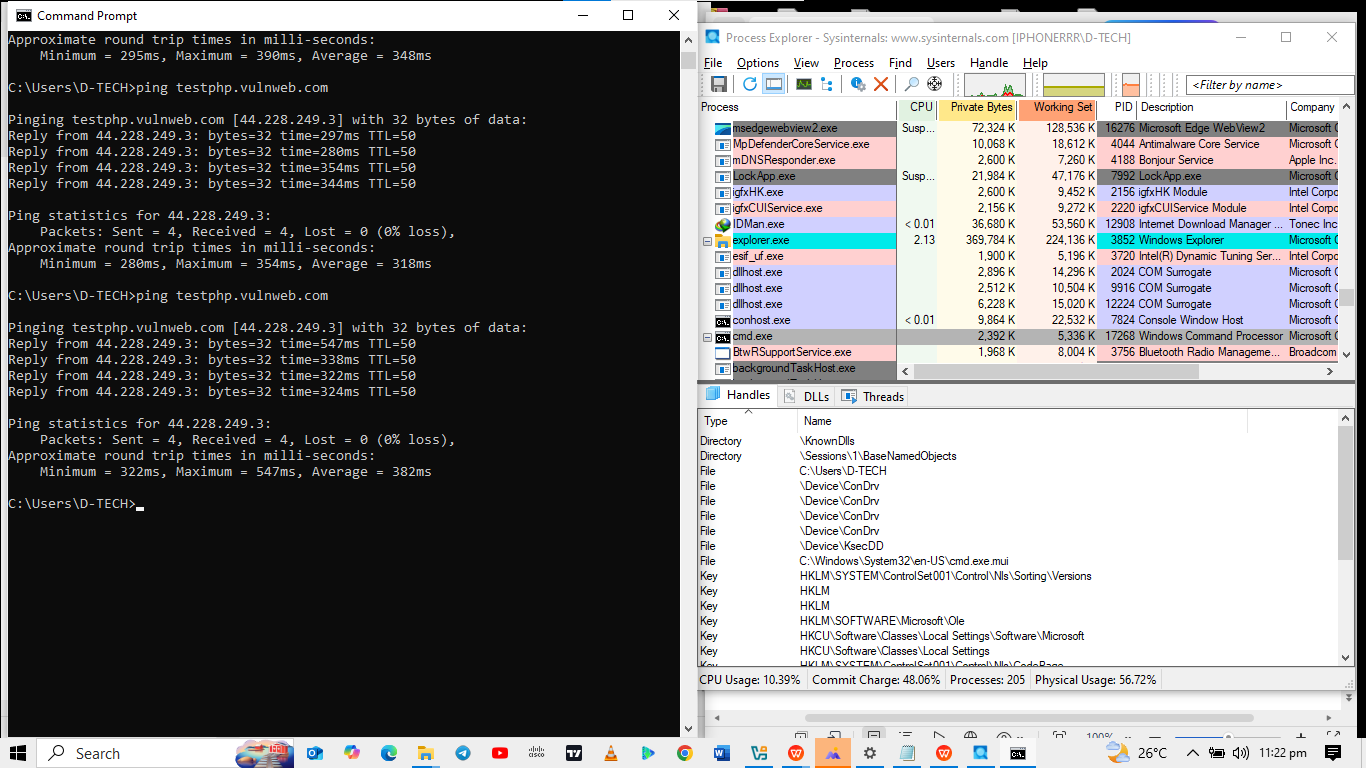 Command Prompt
Approximate round trip times in milli-seconds:
    Minimum = 295ms, Maximum = 390ms, Average = 348ms
C:\Users\D-TECH>ping testphp.vulnweb.com
Pinging testphp.vulnweb.com [44.228.249.3] with 32 bytes of data:
Reply from 44.228.249.3: bytes=32 time=297ms TTL=50
Reply from 44.228.249.3: bytes=32 time=280ms TTL=50
Reply from 44.228.249.3: bytes=32 time=354ms TTL=50
Reply from 44.228.249.3: bytes=32 time=344ms TTL=50
Ping statistics for 44.228.249.3:
    Packets: Sent = 4, Received = 4, Lost = 0 (0% loss),
Approximate round trip times in milli-seconds:
    Minimum = 280ms, Maximum = 354ms, Average = 318ms
C:\Users\D-TECH>ping testphp.vulnweb.com
Pinging testphp.vulnweb.com [44.228.249.3] with 32 bytes of data:
Reply from 44.228.249.3: bytes=32 time=547ms TTL=50
Reply from 44.228.249.3: bytes=32 time=338ms TTL=50
Reply from 44.228.249.3: bytes=32 time=322ms TTL=50
Reply from 44.228.249.3: bytes=32 time=324ms TTL=50
Ping statistics for 44.228.249.3:
    Packets: Sent = 4, Received = 4, Lost = 0 (0% loss),
Approximate round trip times in milli-seconds:
    Minimum = 322ms, Maximum = 547ms, Average = 382ms
C:\Users\D-TECH>
Process Explorer - Sysinternals: www.sysinternals.com [IPHONERRR\D-TECH]
File Options View Process Find Users Handle Help
<Filter by name>
Process CPU Private Bytes Working Set PID Description Company
msedgewebview2.exe Susp... 72,324 K 128,536 K 16276 Microsoft Edge WebView2 Microsoft C
MpDefenderCoreService.exe 10,068 K 18,612 K 4044 Antimalware Core Service Microsoft C
mDNSResponder.exe 2,600 K 7,260 K 4188 Bonjour Service Apple Inc.
LockApp.exe Susp... 21,984 K 47,176 K 7992 LockApp.exe Microsoft C
igfxHK.exe 2,600 K 9,452 K 2156 igfxHK Module Intel Corpo
igfxCUIService.exe 2,156 K 9,272 K 2220 igfxCUIService Module Intel Corpo
IDMan.exe < 0.01 36,680 K 53,560 K 12908 Internet Download Manager ... Tonec Inc
explorer.exe 2.13 369,784 K 224,136 K 3852 Windows Explorer Microsoft C
esif_uf.exe 1,900 K 5,196 K 3720 Intel(R) Dynamic Tuning Ser... Intel Corpo
dllhost.exe 2,896 K 14,296 K 2024 COM Surrogate Microsoft C
dllhost.exe 2,512 K 10,504 K 9916 COM Surrogate Microsoft C
dllhost.exe 6,228 K 15,020 K 12224 COM Surrogate Microsoft C
conhost.exe < 0.01 9,864 K 22,532 K 7824 Console Window Host Microsoft C
cmd.exe 2,392 K 5,336 K 17268 Windows Command Processor Microsoft C
BtwRSupportService.exe 1,968 K 8,004 K 3756 Bluetooth Radio Manageme... Broadcom
backgroundTaskHost.exe
Handles DLLs Threads
Type Name
Directory \KnownDlls
Directory \Sessions\1\BaseNamedObjects
File C:\Users\D-TECH
File \Device\ConDrv
File \Device\ConDrv
File \Device\ConDrv
File \Device\ConDrv
File \Device\KsecDD
File C:\Windows\System32\en-US\cmd.exe.mui
Key HKLM\SYSTEM\ControlSet001\Control\Nls\Sorting\Versions
Key HKLM
Key HKLM
Key HKLM\SOFTWARE\Microsoft\Ole
Key HKCU\Software\Classes\Local Settings\Software\Microsoft
Key HKCU\Software\Classes\Local Settings
Key HKLM\SYSTEM\ControlSet001\Control\Nls\CodePage
CPU Usage: 10.39% Commit Charge: 48.06% Processes: 205 Physical Usage: 56.72%
100%
Search
26°C 11:22 pm